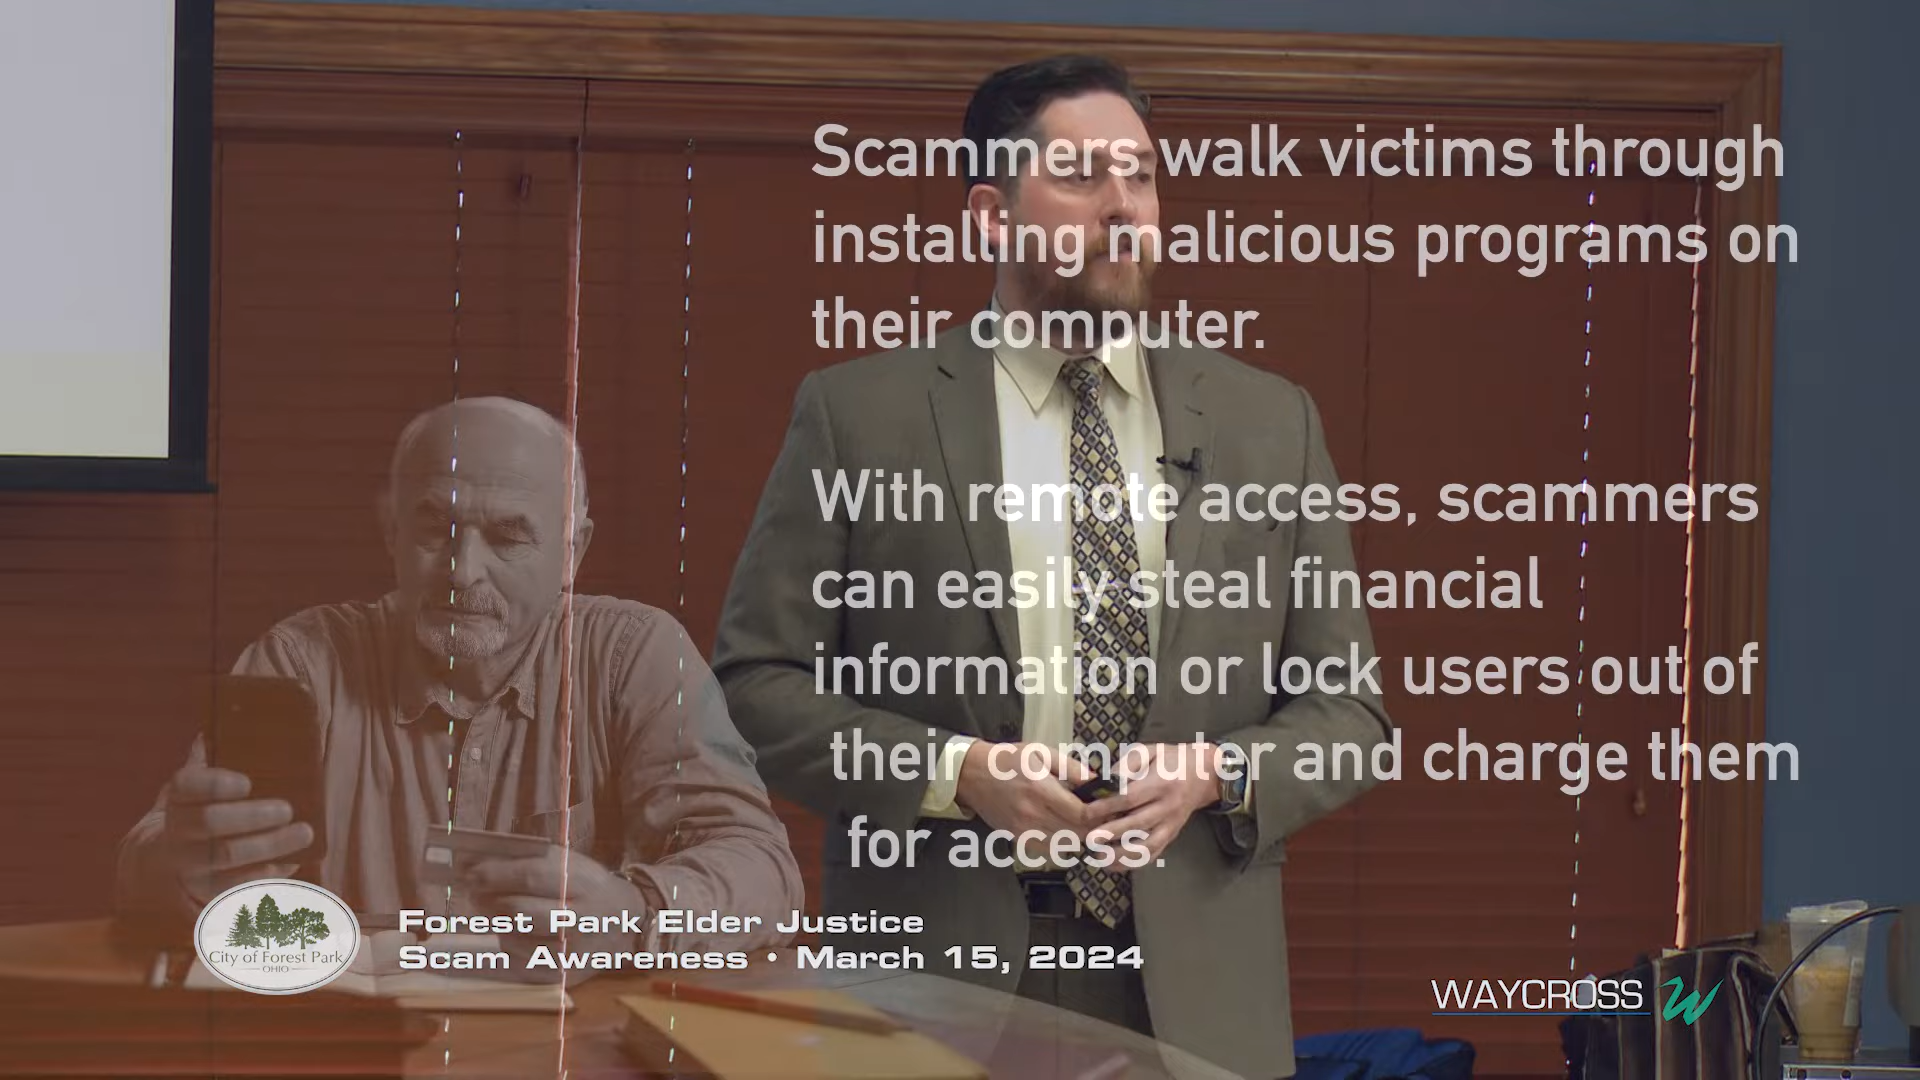 Scammers walk victims through
installing malicious programs on
their computer.
With remote access, scammers
can easily steal financial
information or lock users out of
their computer and charge them
for access.
City of Forest Park
OHIO
Forest Park Elder Justice
Scam Awareness • March 15, 2024
WAYCROSS